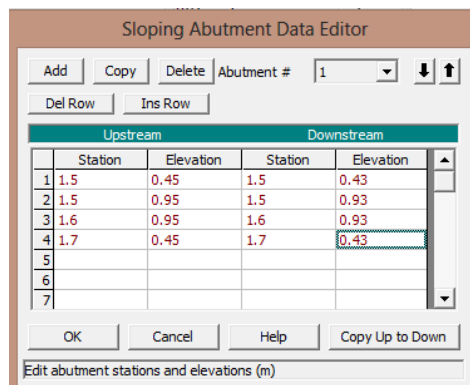 Sloping Abutment Data Editor
Add Copy Delete Abutment # 1
Del Row Ins Row
Upstream Downstream
Station Elevation Station Elevation
1 1.5 0.45 1.5 0.43
2 1.5 0.95 1.5 0.93
3 1.6 0.95 1.6 0.93
4 1.7 0.45 1.7 0.43
5
6
7
OK Cancel Help Copy Up to Down
Edit abutment stations and elevations (m)